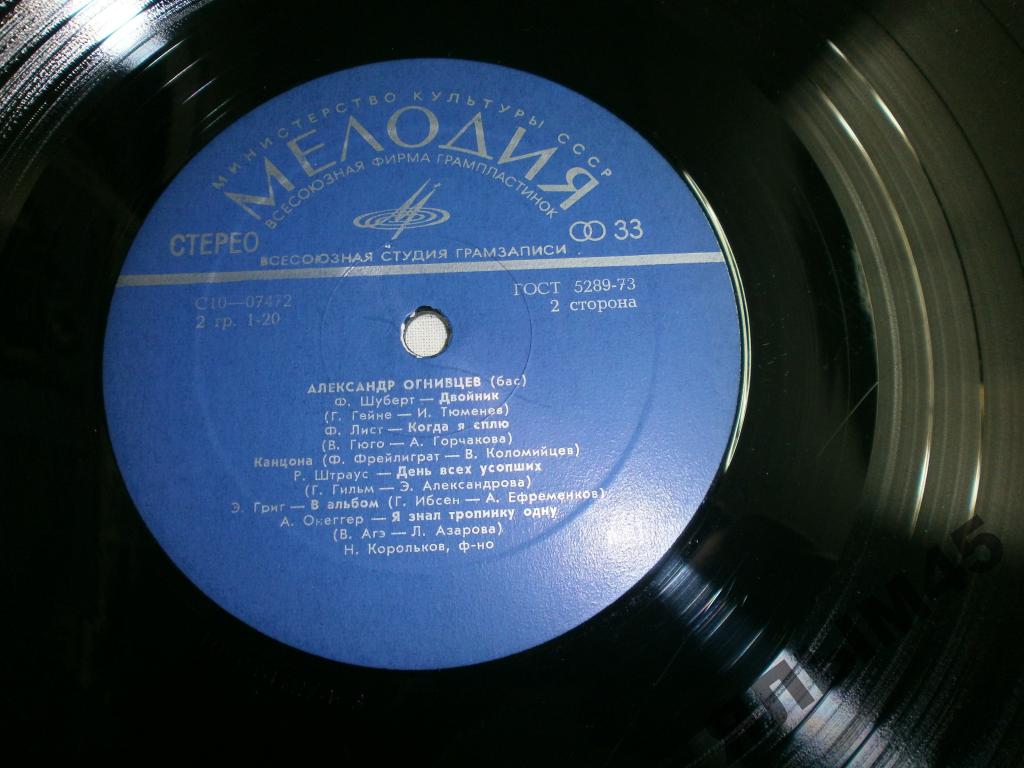 МИНИСТЕРСТВО КУЛЬТУРЫ СССР
МЕЛОДИЯ
ВСЕСОЮЗНАЯ ФИРМА ГРАМПЛАСТИНОК
СТЕРЕО
33
ВСЕСОЮЗНАЯ СТУДИЯ ГРАМЗАПИСИ
С10—07472
ГОСТ 5289-73
2 гр. 1-20
2 сторона
АЛЕКСАНДР ОГНИВЦЕВ (бас)
Ф. Шуберт — Двойник
(Г. Гейне — И. Тюменев)
Ф. Лист — Когда я сплю
(В. Гюго — А. Горчакова)
Канцона (Ф. Фрейлиграт — В. Коломийцев)
Р. Штраус — День всех усопших
(Г. Гильм — Э. Александрова)
Э. Григ — В альбом (Г. Ибсен — А. Ефременков)
А. Онеггер — Я знал тропинку одну
(В. Агэ — Л. Азарова)
Н. Корольков, ф-но